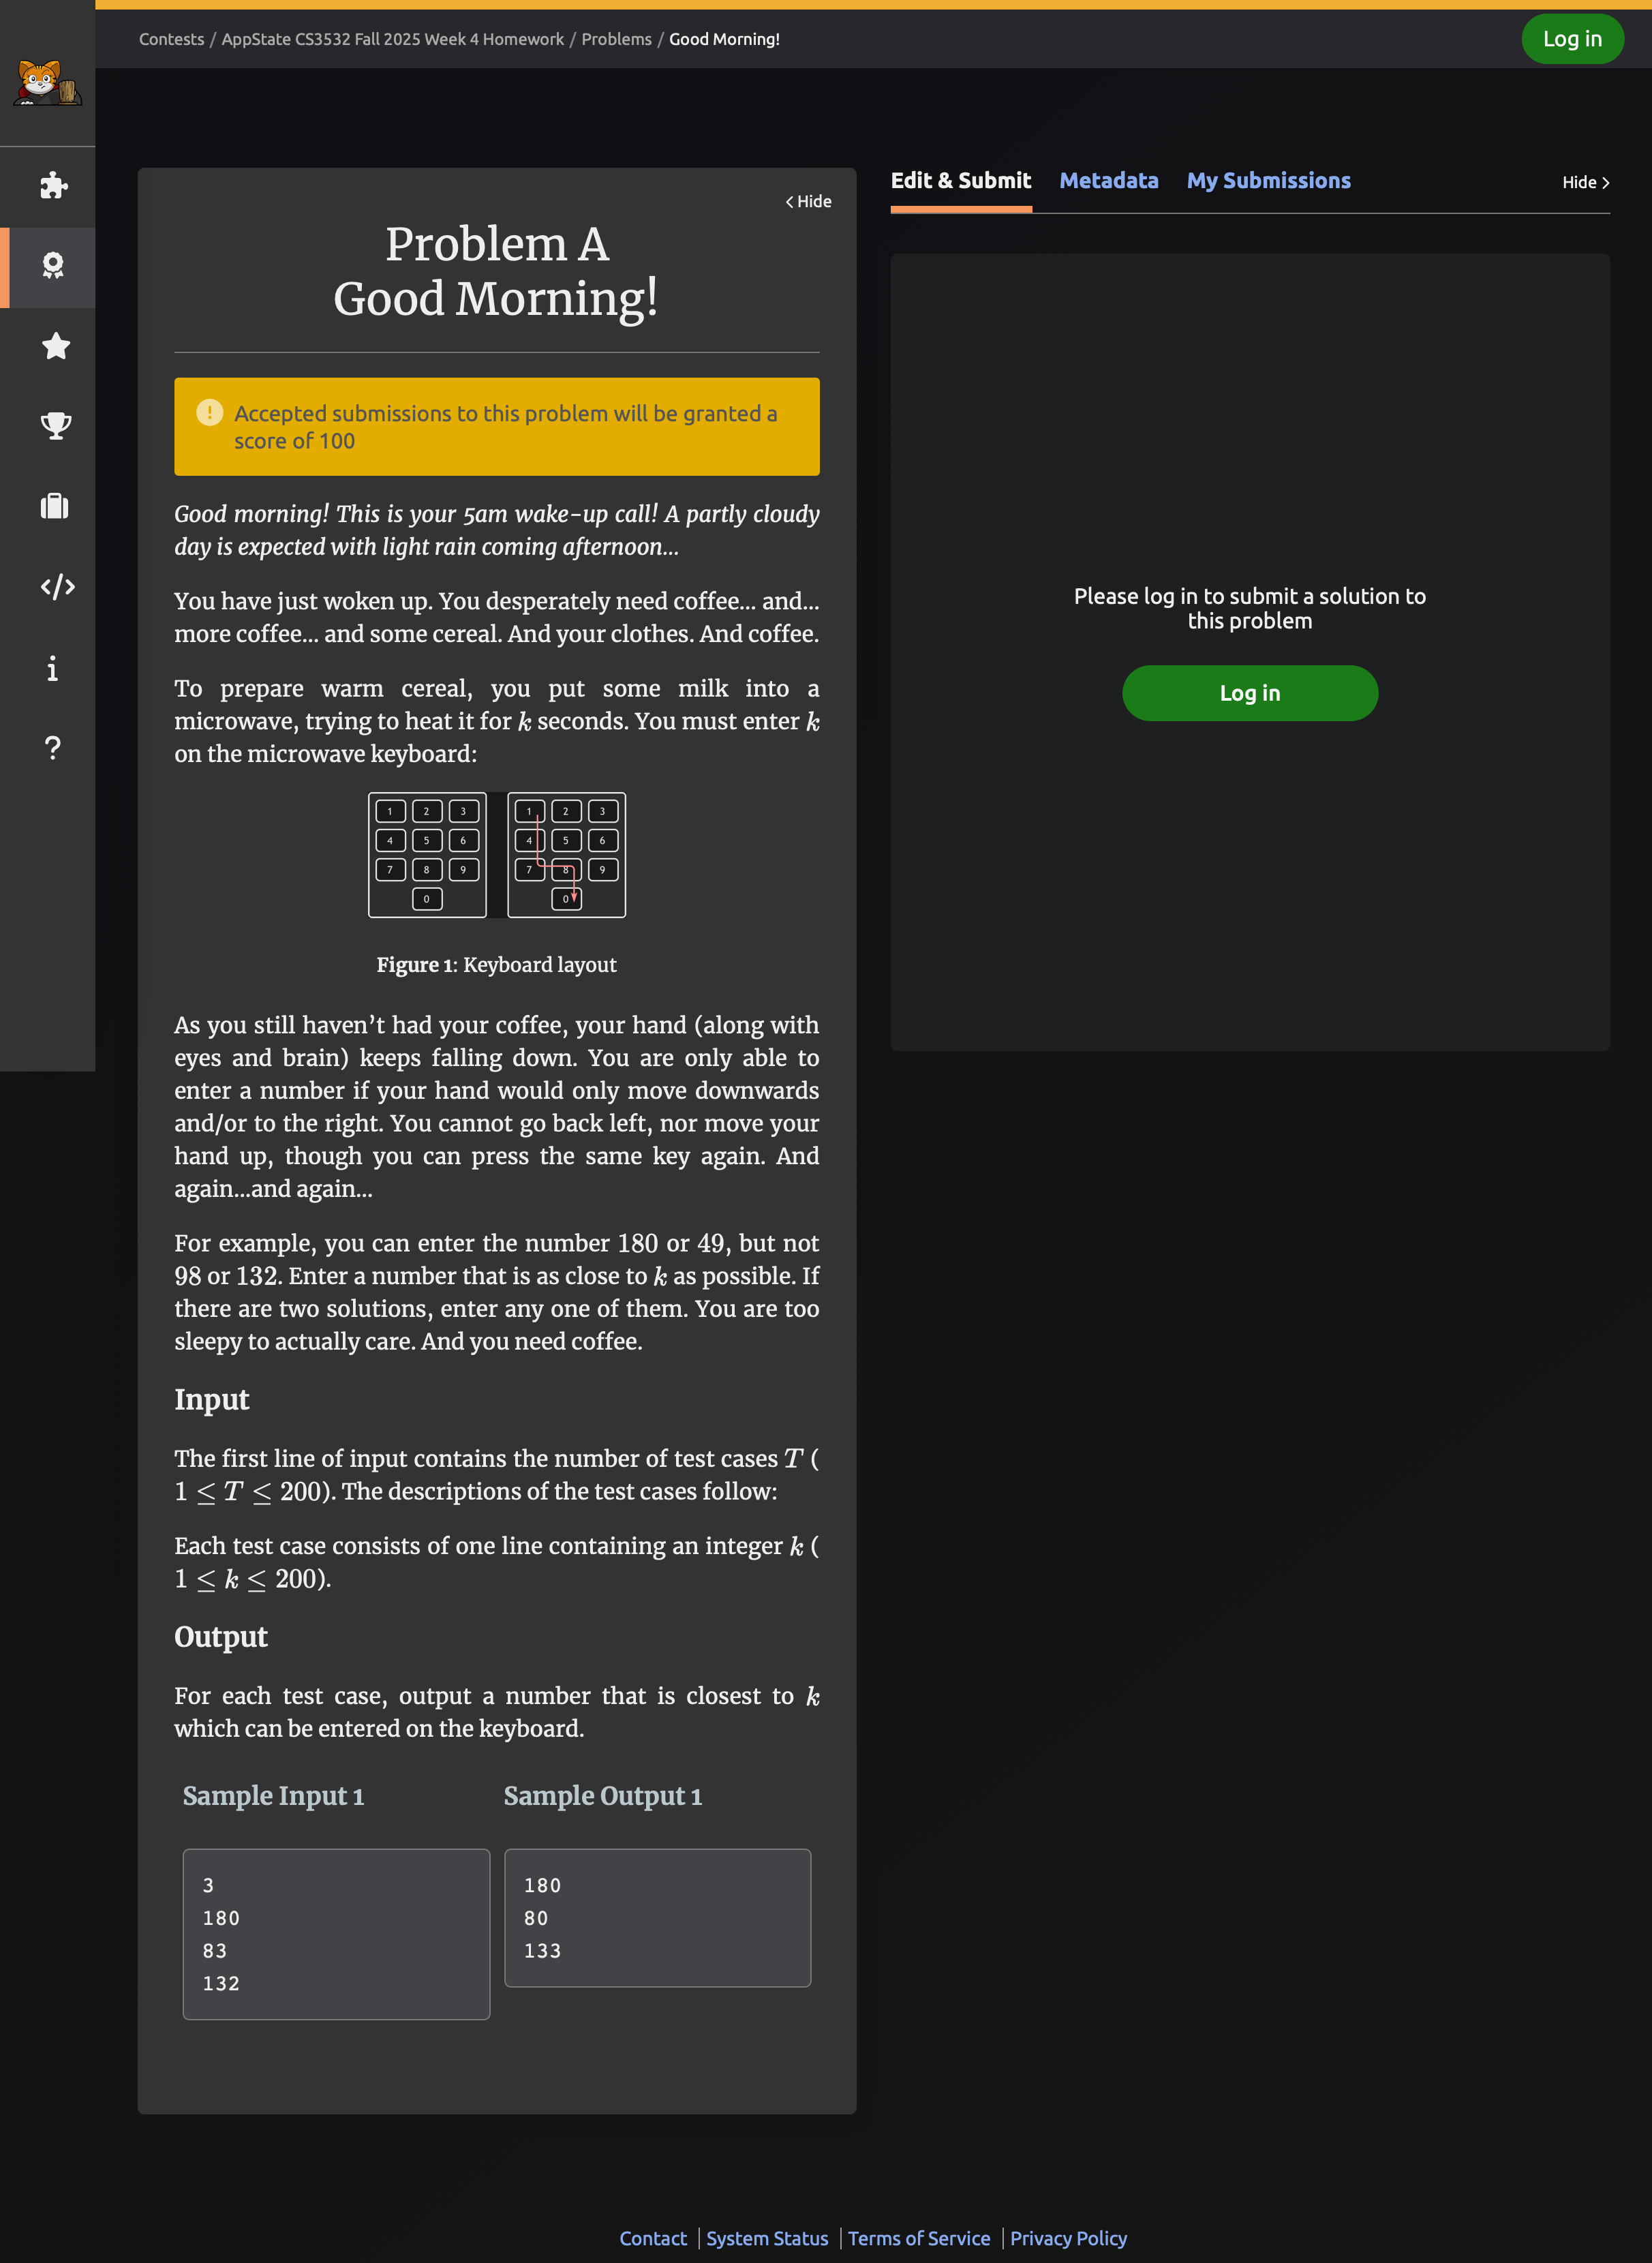 Contests / AppState CS3532 Fall 2025 Week 4 Homework / Problems / Good Morning!
Log in
Hide
Problem A
Good Morning!
Accepted submissions to this problem will be granted a
score of 100
Good morning! This is your 5am wake-up call! A partly cloudy
day is expected with light rain coming afternoon…
You have just woken up. You desperately need coffee… and…
more coffee… and some cereal. And your clothes. And coffee.
To prepare warm cereal, you put some milk into a
microwave, trying to heat it for k seconds. You must enter k
on the microwave keyboard:
1 2 3 1 2 3
4 5 6 4 5 6
7 8 9 7 8 9
0 0
Figure 1: Keyboard layout
As you still haven’t had your coffee, your hand (along with
eyes and brain) keeps falling down. You are only able to
enter a number if your hand would only move downwards
and/or to the right. You cannot go back left, nor move your
hand up, though you can press the same key again. And
again…and again…
For example, you can enter the number 180 or 49, but not
98 or 132. Enter a number that is as close to k as possible. If
there are two solutions, enter any one of them. You are too
sleepy to actually care. And you need coffee.
Input
The first line of input contains the number of test cases T (
1 ≤ T ≤ 200). The descriptions of the test cases follow:
Each test case consists of one line containing an integer k (
1 ≤ k ≤ 200).
Output
For each test case, output a number that is closest to k
which can be entered on the keyboard.
Sample Input 1
3
180
83
132
Sample Output 1
180
80
133
Edit & Submit Metadata My Submissions Hide
Please log in to submit a solution to
this problem
Log in
Contact System Status Terms of Service Privacy Policy